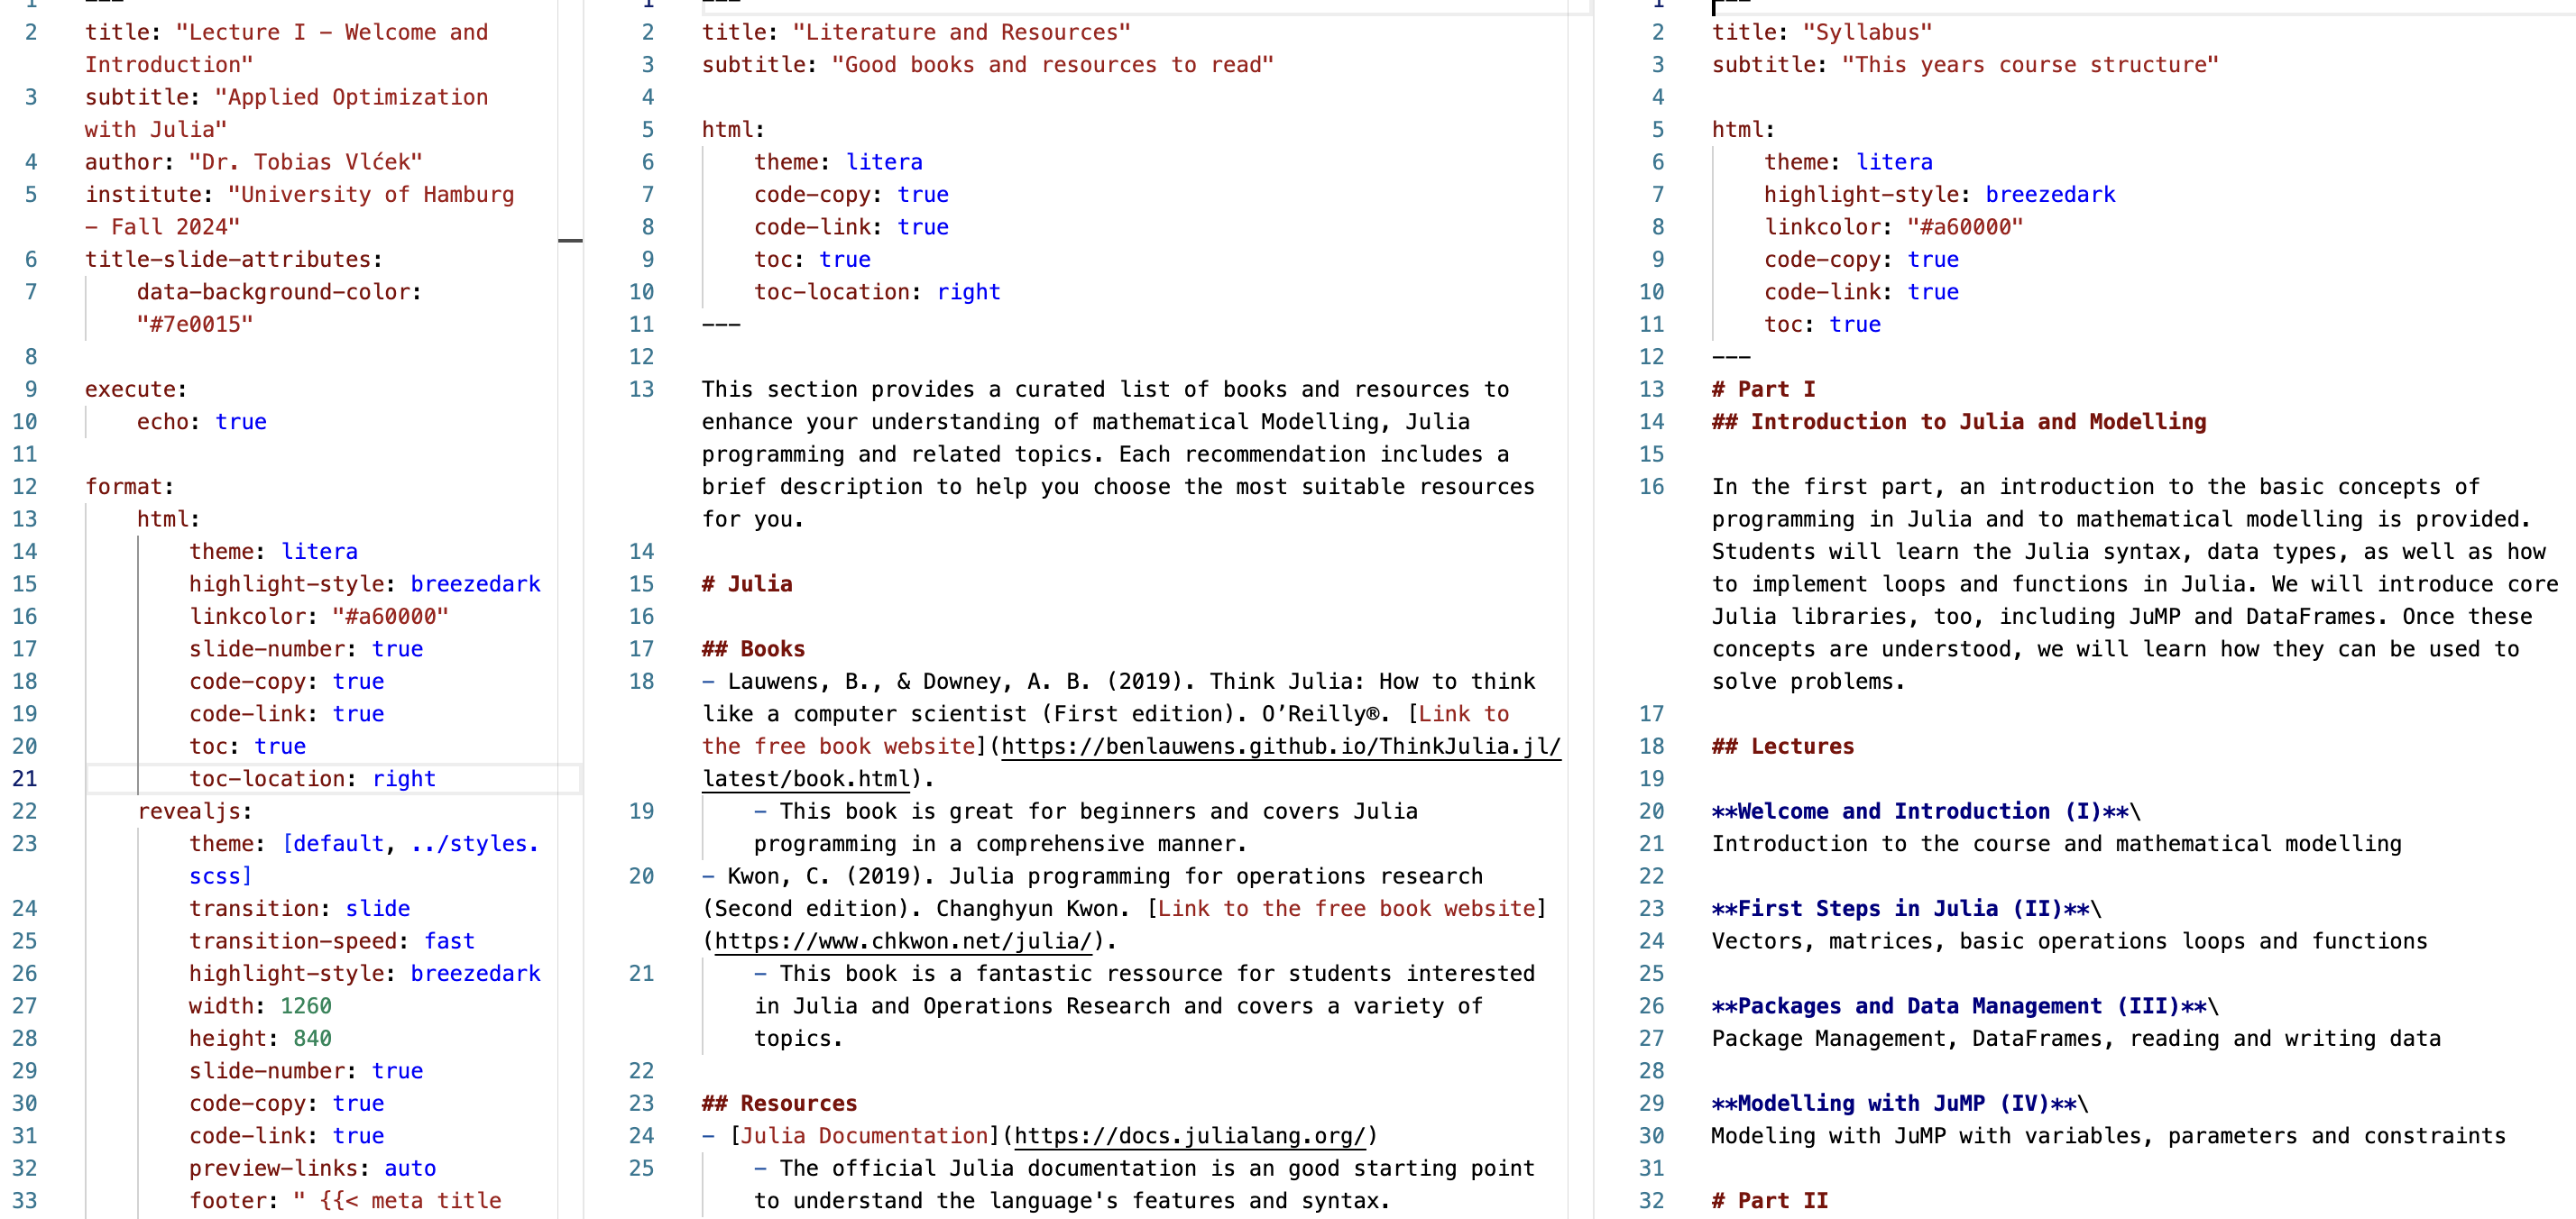 1 ---
2 title: "Lecture I – Welcome and
Introduction"
3 subtitle: "Applied Optimization
with Julia"
4 author: "Dr. Tobias Vlćek"
5 institute: "University of Hamburg
- Fall 2024"
6 title-slide-attributes:
7 data-background-color:
"#7e0015"
8
9 execute:
10 echo: true
11
12 format:
13 html:
14 theme: litera
15 highlight-style: breezedark
16 linkcolor: "#a60000"
17 slide-number: true
18 code-copy: true
19 code-link: true
20 toc: true
21 toc-location: right
22 revealjs:
23 theme: [default, ../styles.
scss]
24 transition: slide
25 transition-speed: fast
26 highlight-style: breezedark
27 width: 1260
28 height: 840
29 slide-number: true
30 code-copy: true
31 code-link: true
32 preview-links: auto
33 footer: " {{< meta title
1 ---
2 title: "Literature and Resources"
3 subtitle: "Good books and resources to read"
4
5 html:
6 theme: litera
7 code-copy: true
8 code-link: true
9 toc: true
10 toc-location: right
11 ---
12
13 This section provides a curated list of books and resources to
enhance your understanding of mathematical Modelling, Julia
programming and related topics. Each recommendation includes a
brief description to help you choose the most suitable resources
for you.
14
15 # Julia
16
17 ## Books
18 - Lauwens, B., & Downey, A. B. (2019). Think Julia: How to think
like a computer scientist (First edition). O’Reilly®. [Link to
the free book website](https://benlauwens.github.io/ThinkJulia.jl/
latest/book.html).
19 - This book is great for beginners and covers Julia
programming in a comprehensive manner.
20 - Kwon, C. (2019). Julia programming for operations research
(Second edition). Changhyun Kwon. [Link to the free book website]
(https://www.chkwon.net/julia/).
21 - This book is a fantastic ressource for students interested
in Julia and Operations Research and covers a variety of
topics.
22
23 ## Resources
24 - [Julia Documentation](https://docs.julialang.org/)
25 - The official Julia documentation is an good starting point
to understand the language's features and syntax.
1 ---
2 title: "Syllabus"
3 subtitle: "This years course structure"
4
5 html:
6 theme: litera
7 highlight-style: breezedark
8 linkcolor: "#a60000"
9 code-copy: true
10 code-link: true
11 toc: true
12 ---
13 # Part I
14 ## Introduction to Julia and Modelling
15
16 In the first part, an introduction to the basic concepts of
programming in Julia and to mathematical modelling is provided.
Students will learn the Julia syntax, data types, as well as how
to implement loops and functions in Julia. We will introduce core
Julia libraries, too, including JuMP and DataFrames. Once these
concepts are understood, we will learn how they can be used to
solve problems.
17
18 ## Lectures
19
20 **Welcome and Introduction (I)**\
21 Introduction to the course and mathematical modelling
22
23 **First Steps in Julia (II)**\
24 Vectors, matrices, basic operations loops and functions
25
26 **Packages and Data Management (III)**\
27 Package Management, DataFrames, reading and writing data
28
29 **Modelling with JuMP (IV)**\
30 Modeling with JuMP with variables, parameters and constraints
31
32 # Part II